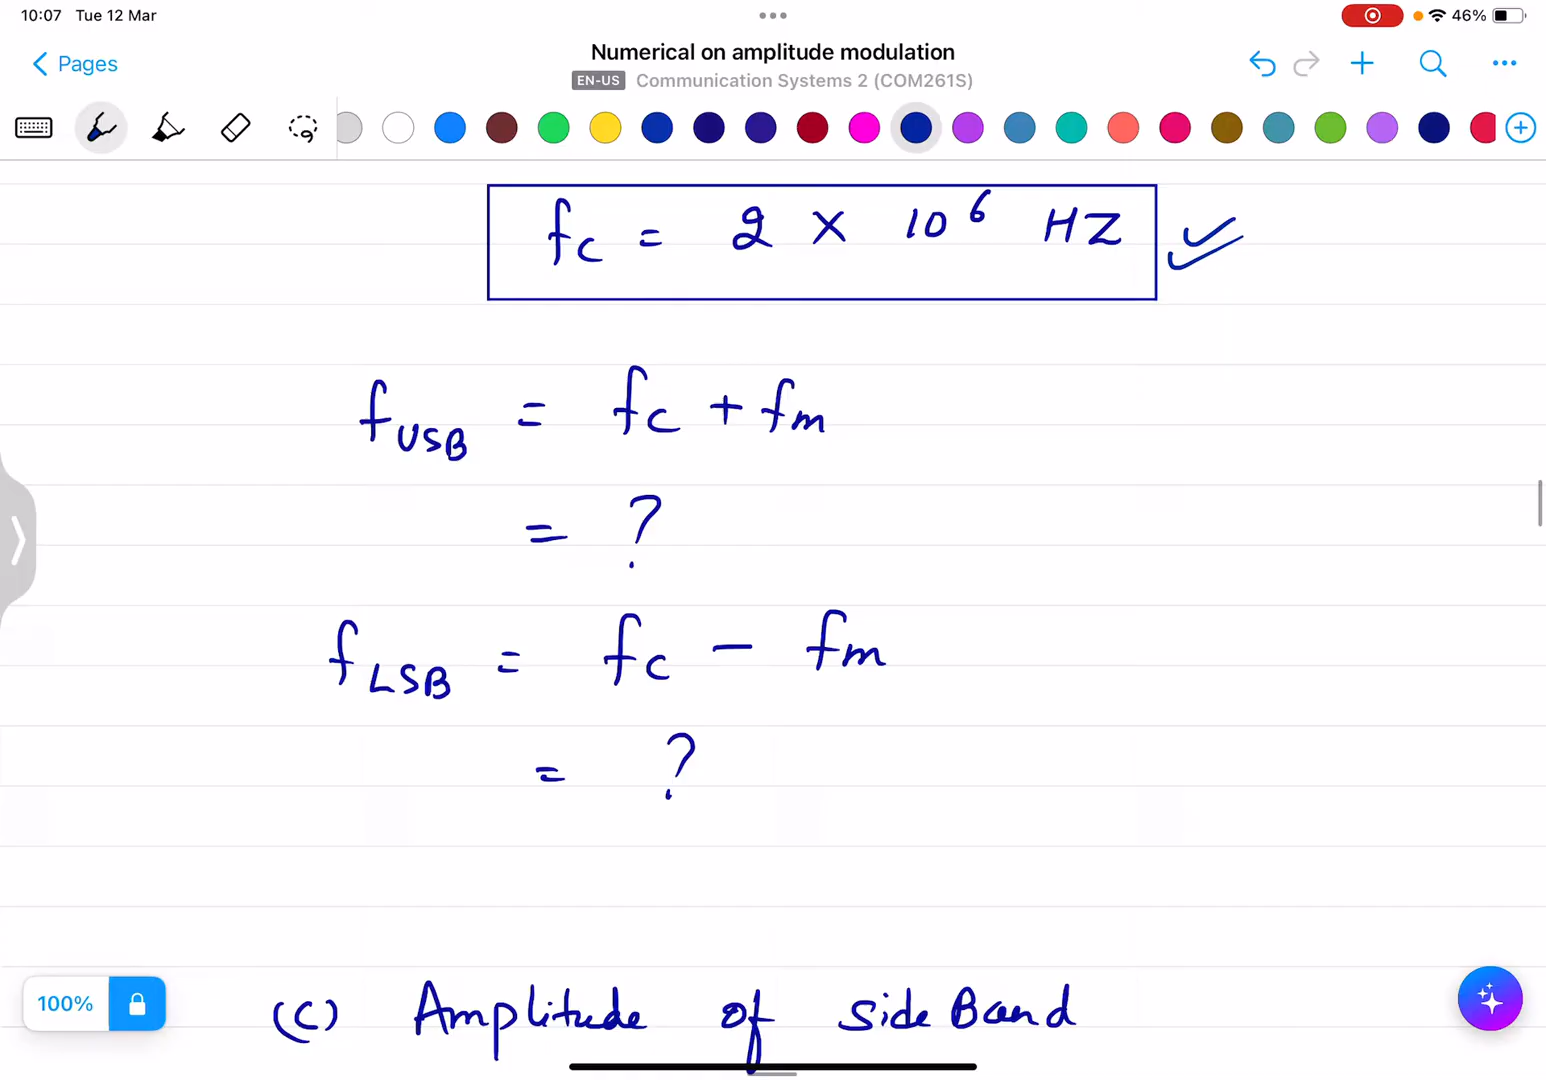 10:07 Tue 12 Mar
46%
Pages
Numerical on amplitude modulation
EN-US Communication Systems 2 (COM261S)
fc = 2 × 10^6 HZ
fUSB = fc + fm
= ?
fLSB = fc - fm
= ?
100%
(c) Amplitude of side Band